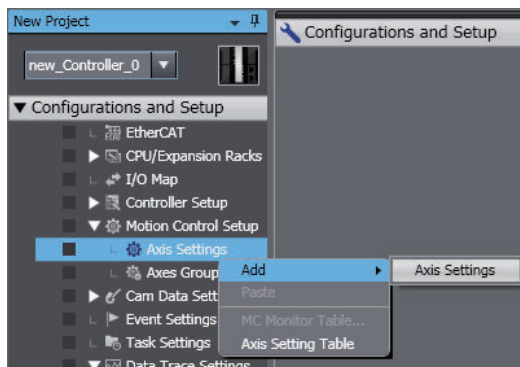 New Project
Configurations and Setup
new_Controller_0
Configurations and Setup
EtherCAT
CPU/Expansion Racks
I/O Map
Controller Setup
Motion Control Setup
Axis Settings
Axes Group
Cam Data Sett
Event Settings
Task Settings
Data Trace Settings
Add
Axis Settings
Paste
MC Monitor Table...
Axis Setting Table